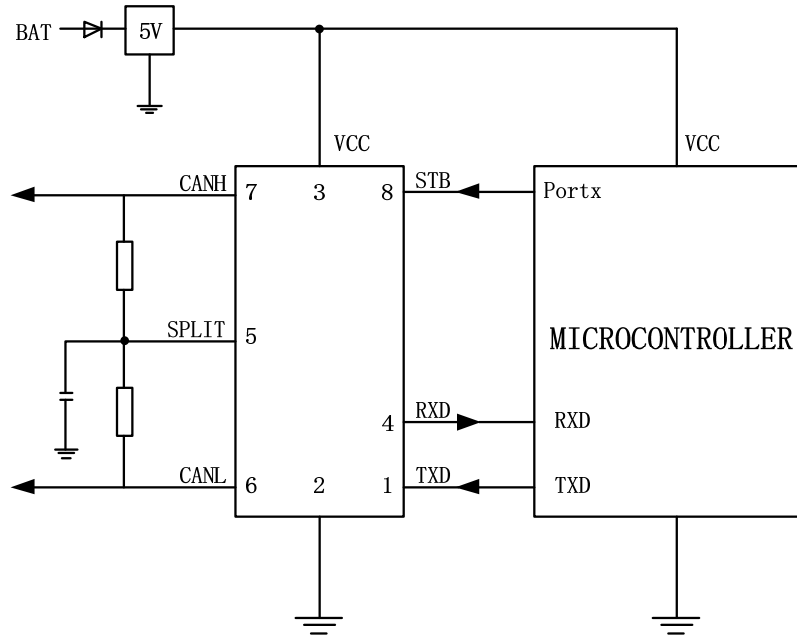 BAT
5V
VCC
VCC
CANH
7
3
8
STB
Portx
SPLIT
5
MICROCONTROLLER
RXD
4
RXD
CANL
6
2
1
TXD
TXD